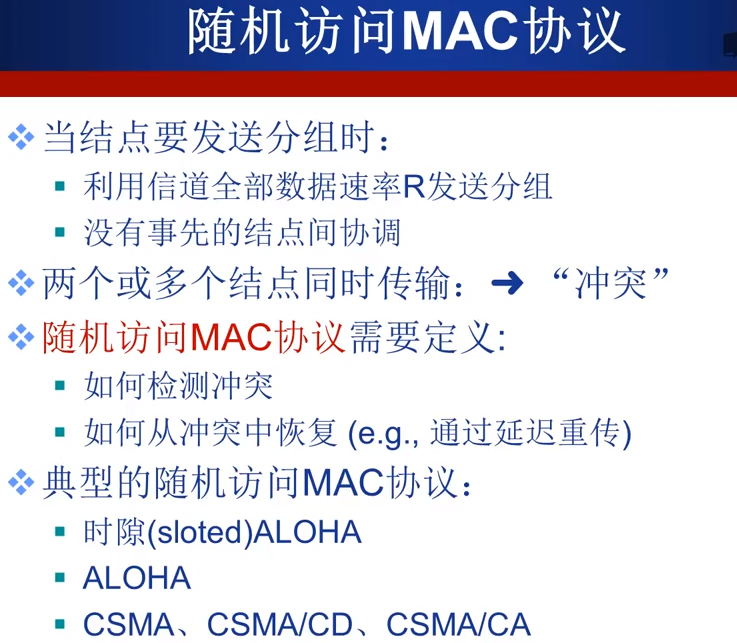 随机访问MAC协议
当结点要发送分组时：
利用信道全部数据速率R发送分组
没有事先的结点间协调
两个或多个结点同时传输：➜ “冲突”
随机访问MAC协议需要定义:
如何检测冲突
如何从冲突中恢复 (e.g., 通过延迟重传)
典型的随机访问MAC协议：
时隙(sloted)ALOHA
ALOHA
CSMA、CSMA/CD、CSMA/CA